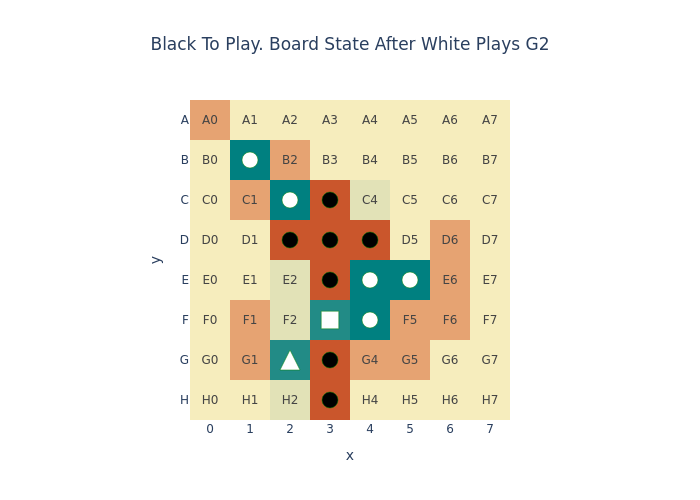 Black To Play. Board State After White Plays G2
A A0 A1 A2 A3 A4 A5 A6 A7
B B0 B2 B3 B4 B5 B6 B7
C C0 C1 C4 C5 C6 C7
D D0 D1 D5 D6 D7
E E0 E1 E2 E6 E7
F F0 F1 F2 F5 F6 F7
G G0 G1 G4 G5 G6 G7
H H0 H1 H2 H4 H5 H6 H7
0 1 2 3 4 5 6 7
x
y